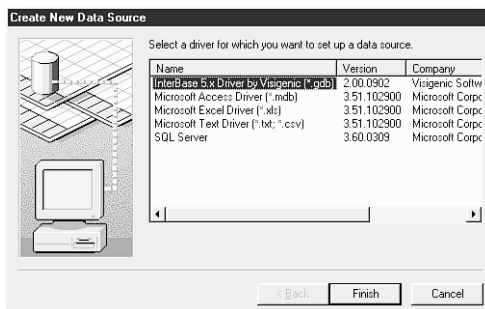 Create New Data Source
Select a driver for which you want to set up a data source.
Name Version Company
InterBase 5.x Driver by Visigenic (*.gdb) 2.00.0902 Visigenic Softw
Microsoft Access Driver (*.mdb) 3.51.102900 Microsoft Corpc
Microsoft Excel Driver (*.xls) 3.51.102900 Microsoft Corpc
Microsoft Text Driver (*.txt; *.csv) 3.51.102900 Microsoft Corpc
SQL Server 3.60.0309 Microsoft Corpc
< Back Finish Cancel